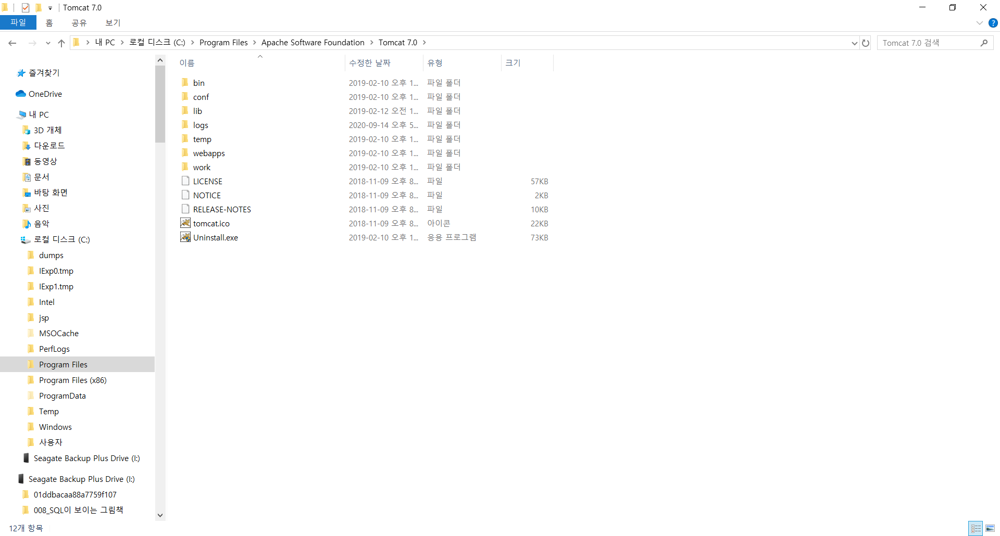 Tomcat 7.0
파일 홈 공유 보기
내 PC 로컬 디스크 (C:) Program Files Apache Software Foundation Tomcat 7.0 Tomcat 7.0 검색
즐겨찾기
OneDrive
내 PC
3D 개체
다운로드
동영상
문서
바탕 화면
사진
음악
로컬 디스크 (C:)
dumps
IExp0.tmp
IExp1.tmp
Intel
jsp
MSOCache
PerfLogs
Program Files
Program Files (x86)
ProgramData
Temp
Windows
사용자
Seagate Backup Plus Drive (I:)
Seagate Backup Plus Drive (I:)
01ddbacaa88a7759f107
008_SQL이 보이는 그림책
이름 수정한 날짜 유형 크기
bin 2019-02-10 오후 1... 파일 폴더
conf 2019-02-10 오후 1... 파일 폴더
lib 2019-02-12 오전 1... 파일 폴더
logs 2020-09-14 오후 5... 파일 폴더
temp 2019-02-10 오후 1... 파일 폴더
webapps 2019-02-10 오후 1... 파일 폴더
work 2019-02-10 오후 1... 파일 폴더
LICENSE 2018-11-09 오후 8... 파일 57KB
NOTICE 2018-11-09 오후 8... 파일 2KB
RELEASE-NOTES 2018-11-09 오후 8... 파일 10KB
tomcat.ico 2018-11-09 오후 8... 아이콘 22KB
Uninstall.exe 2019-02-10 오후 1... 응용 프로그램 73KB
12개 항목